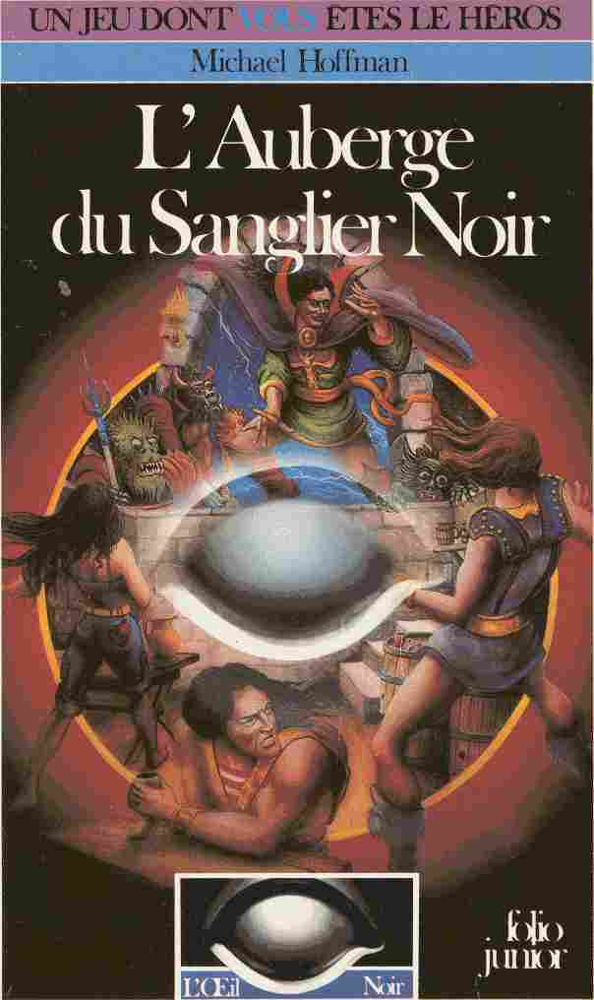 UN JEU DONT VOUS ÊTES LE HÉROS
Michael Hoffman
L'Auberge
du Sanglier Noir
folio
junior
L'Œil Noir